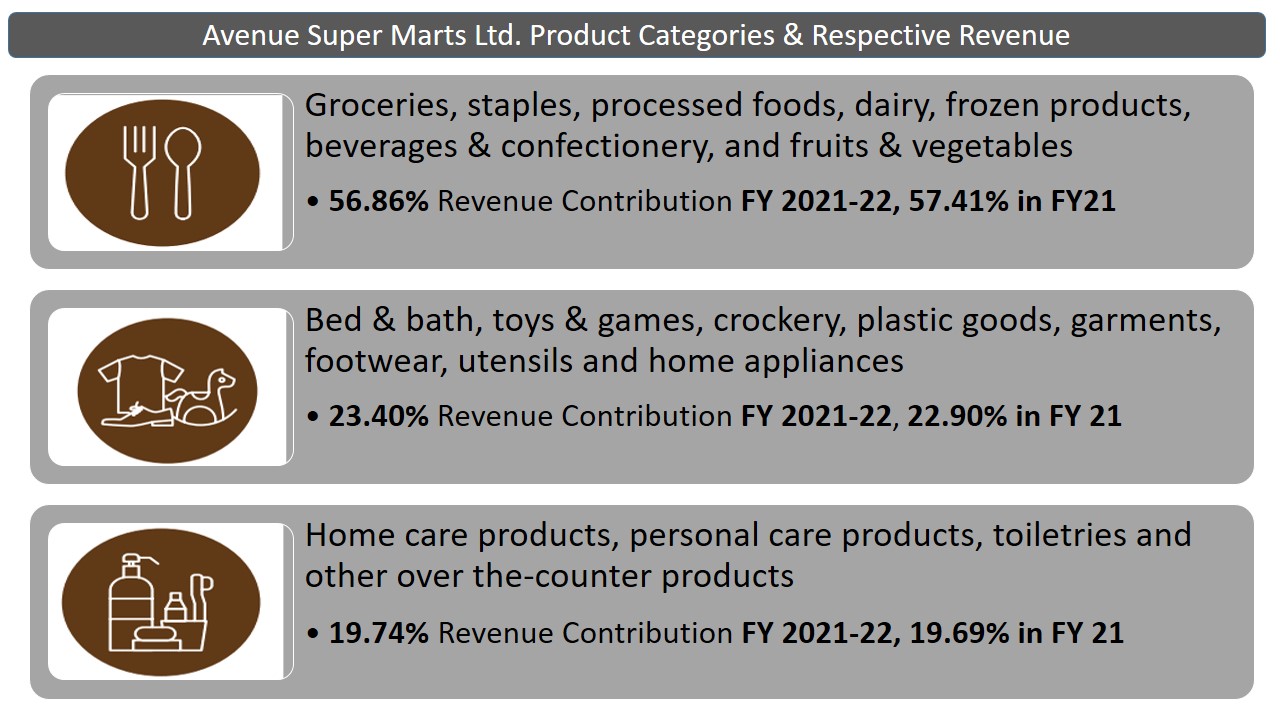 Avenue Super Marts Ltd. Product Categories & Respective Revenue
Groceries, staples, processed foods, dairy, frozen products,
beverages & confectionery, and fruits & vegetables
• 56.86% Revenue Contribution FY 2021-22, 57.41% in FY21
Bed & bath, toys & games, crockery, plastic goods, garments,
footwear, utensils and home appliances
• 23.40% Revenue Contribution FY 2021-22, 22.90% in FY 21
Home care products, personal care products, toiletries and
other over the-counter products
• 19.74% Revenue Contribution FY 2021-22, 19.69% in FY 21